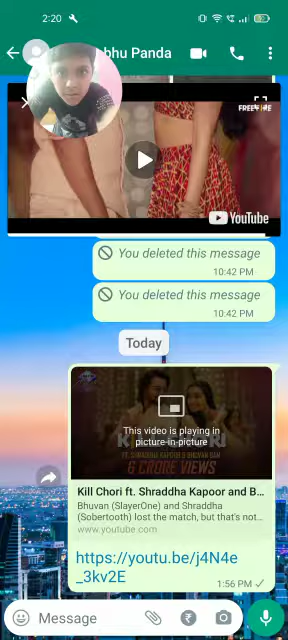 2:20
bhu Panda
FREE FIRE
YouTube
You deleted this message
10:42 PM
You deleted this message
10:42 PM
Today
This video is playing in
picture-in-picture
6 CRORE VIEWS
Kill Chori ft. Shraddha Kapoor and B...
Bhuvan (SlayerOne) and Shraddha
(Sobertooth) lost the match, but that's not...
www.youtube.com
https://youtu.be/j4N4e
_3kv2E
1:56 PM
Message